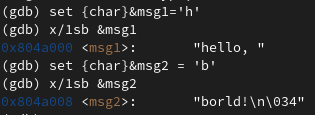 (gdb) set {char}&msg1='h'
(gdb) x/1sb &msg1
0x804a000 <msg1>:        "hello, "
(gdb) set {char}&msg2 = 'b'
(gdb) x/1sb &msg2
0x804a008 <msg2>:        "borld!\n\034"